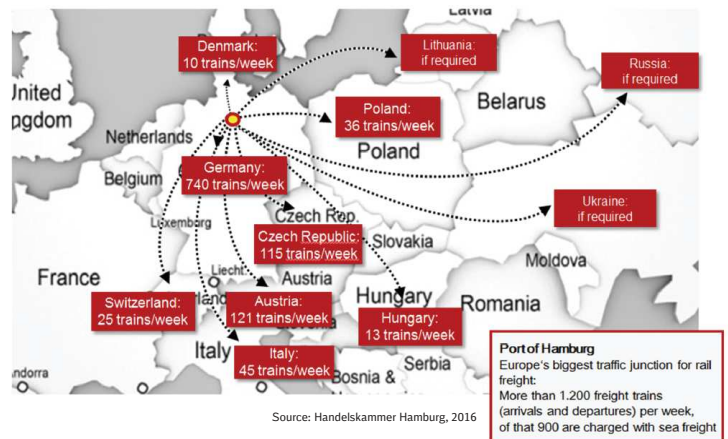 Latvia
Denmark:
10 trains/week
Lithuania:
if required
Russia:
if required
United
ngdom
Poland:
36 trains/week
Belarus
Netherlands
Poland
Germany:
740 trains/week
Belgium
Ukraine:
if required
Czech Rep.
Luxemburg
Czech Republic:
115 trains/week
Slovakia
Moldova
Liecht.
France
Austria
Switzerland:
25 trains/week
land
Austria:
121 trains/week
Hungary
Romania
Hungary:
13 trains/week
Italy
Italy:
45 trains/week
Serbia
Bosnia &
ndorra
Port of Hamburg
Europe's biggest traffic junction for rail
freight:
More than 1.200 freight trains
(arrivals and departures) per week,
of that 900 are charged with sea freight
Source: Handelskammer Hamburg, 2016